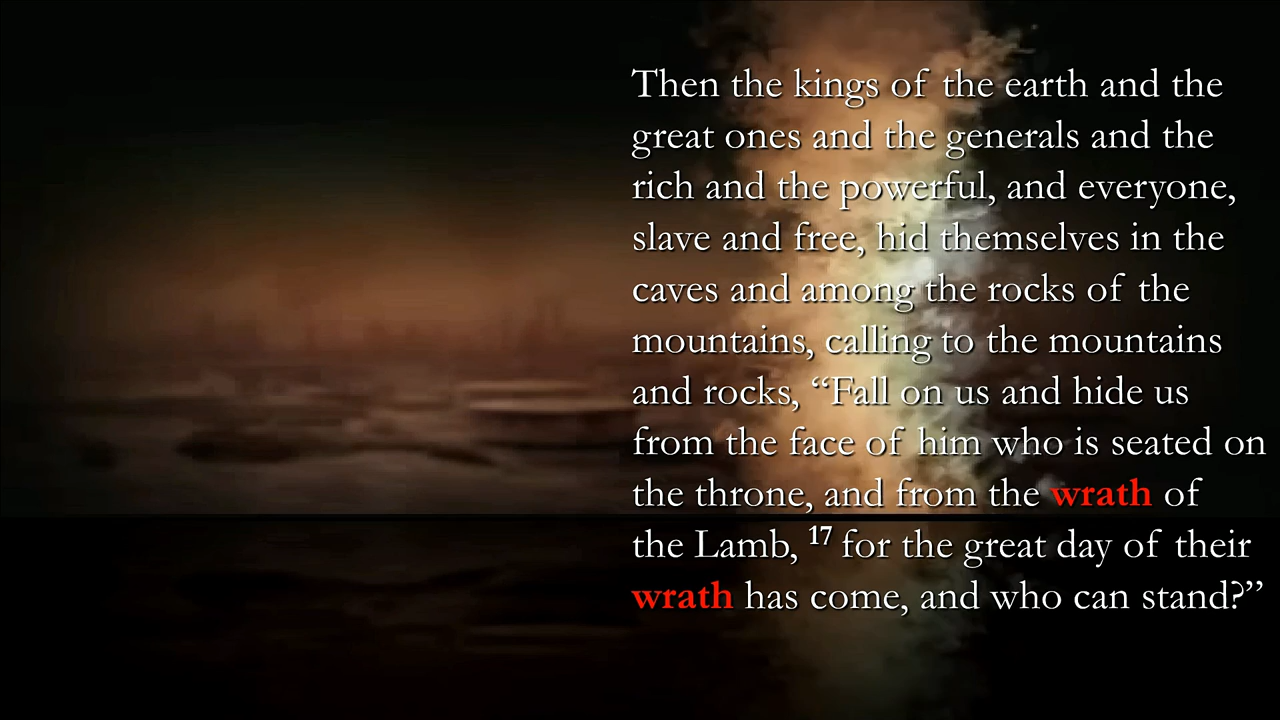 Then the kings of the earth and the
great ones and the generals and the
rich and the powerful, and everyone,
slave and free, hid themselves in the
caves and among the rocks of the
mountains, calling to the mountains
and rocks, “Fall on us and hide us
from the face of him who is seated on
the throne, and from the wrath of
the Lamb, 17 for the great day of their
wrath has come, and who can stand?”